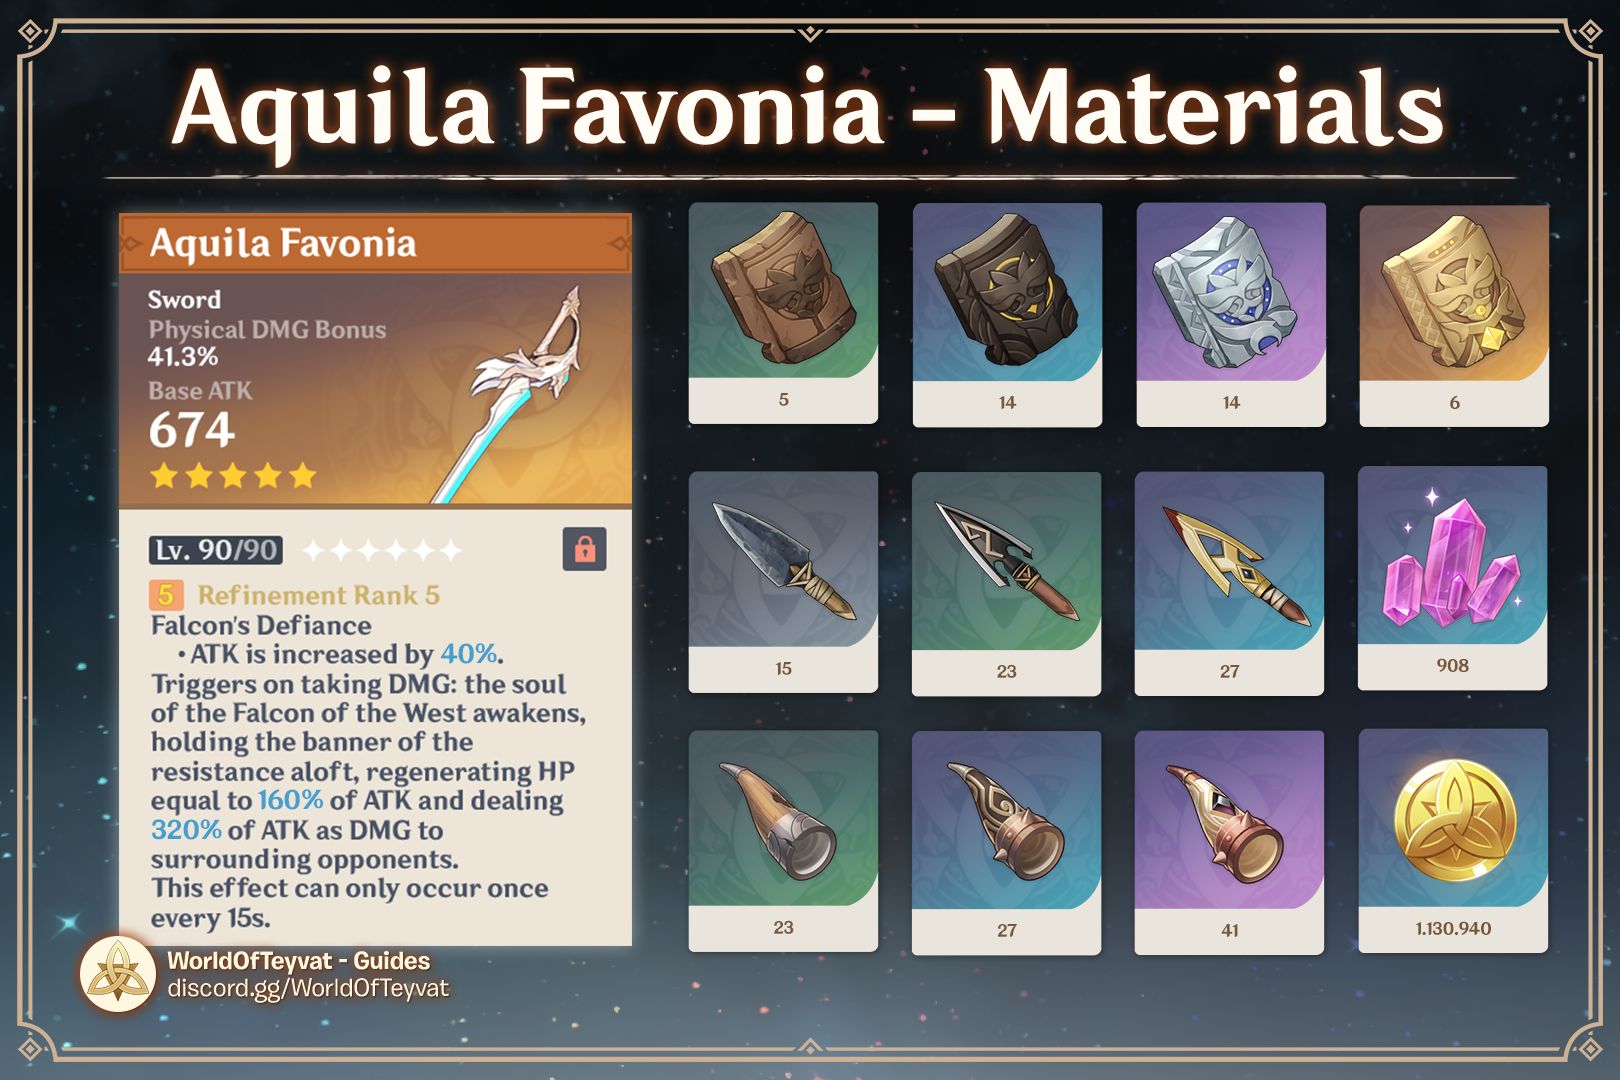 Aquila Favonia – Materials
Aquila Favonia
Sword
Physical DMG Bonus
41.3%
Base ATK
674
Lv. 90/90
5 Refinement Rank 5
Falcon's Defiance
• ATK is increased by 40%.
Triggers on taking DMG: the soul
of the Falcon of the West awakens,
holding the banner of the
resistance aloft, regenerating HP
equal to 160% of ATK and dealing
320% of ATK as DMG to
surrounding opponents.
This effect can only occur once
every 15s.
5 14 14 6
15 23 27 908
23 27 41 1.130.940
WorldOfTeyvat - Guides
discord.gg/WorldOfTeyvat